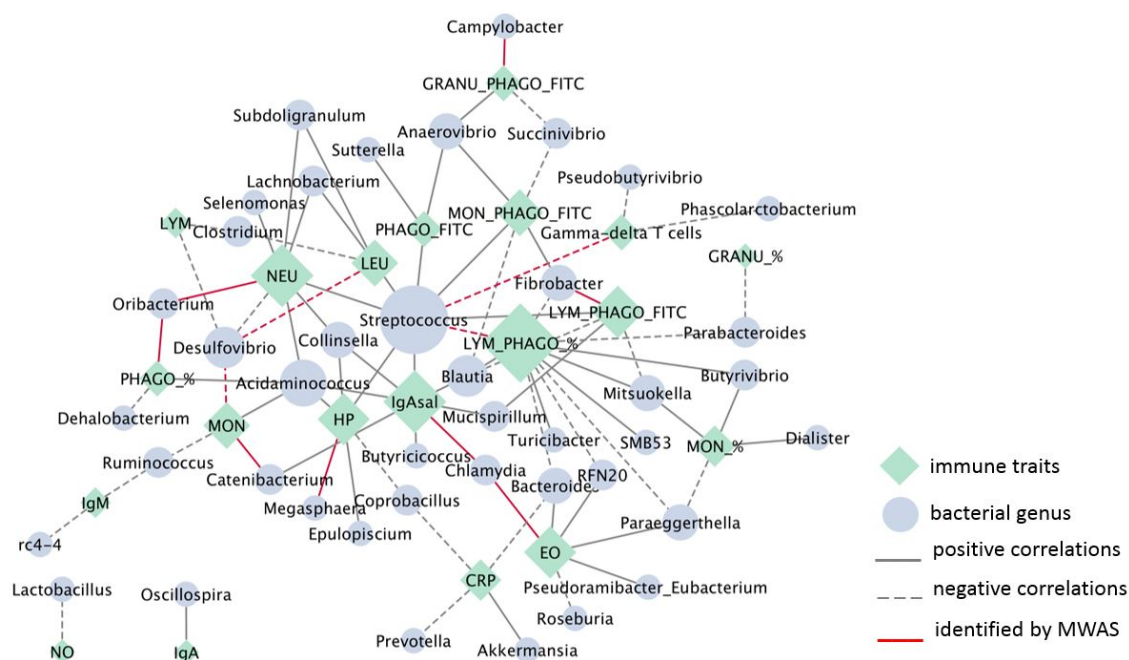 Campylobacter
GRANU_PHAGO_FITC
Subdoligranulum
Anaerovibrio
Succinivibrio
Sutterella
Lachnobacterium
Pseudobutyrivibrio
Selenomonas
LYM
Clostridium
PHAGO_FITC
MON_PHAGO_FITC
Phascolarctobacterium
Gamma-delta T cells
LEU
NEU
GRANU_%
Fibrobacter
Oribacterium
LYM_PHAGO_FITC
Streptococcus
Parabacteroides
Desulfovibrio
Collinsella
LYM_PHAGO_%
PHAGO_%
Acidaminococcus
Blautia
Butyrivibrio
Mitsuokella
IgAsal
Dehalobacterium
MON
HP
Mucispirillum
Turicibacter
SMB53
MON_%
Dialister
Ruminococcus
Butyricicoccus
Chlamydia
immune traits
Catenibacterium
RFN20
IgM
Megasphaera
Coprobacillus
bacterial genus
Epulopiscium
Paraeggerthella
rc4-4
EO
positive correlations
CRP
Lactobacillus
Oscillospira
Pseudoramibacter_Eubacterium
negative correlations
Roseburia
identified by MWAS
Prevotella
Akkermansia
NO
IgA